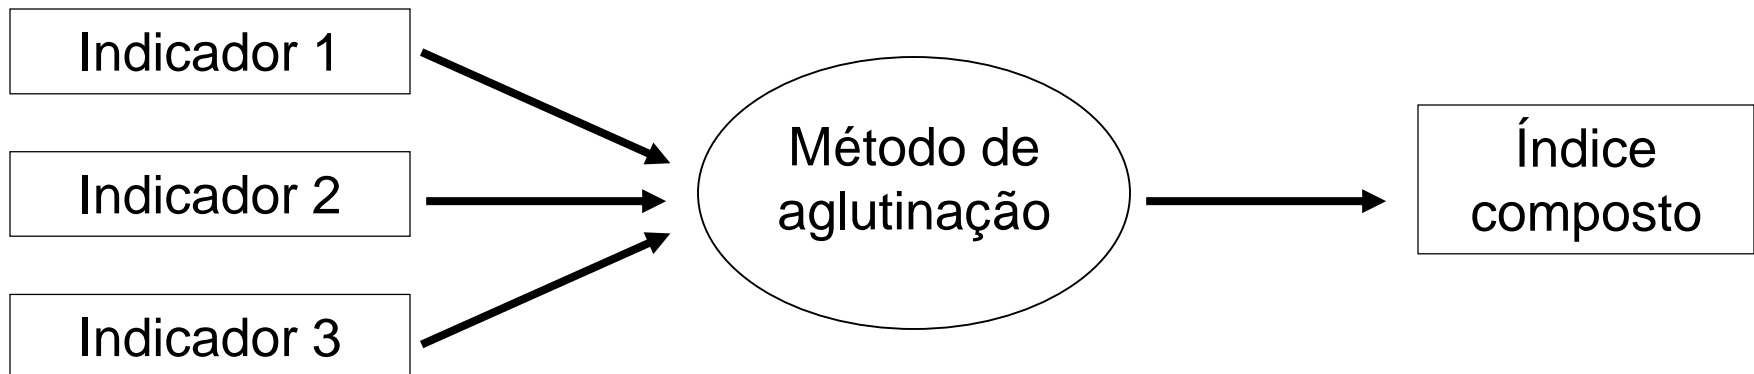 Indicador 1
Indicador 2
Indicador 3
Método de
aglutinação
Índice
composto